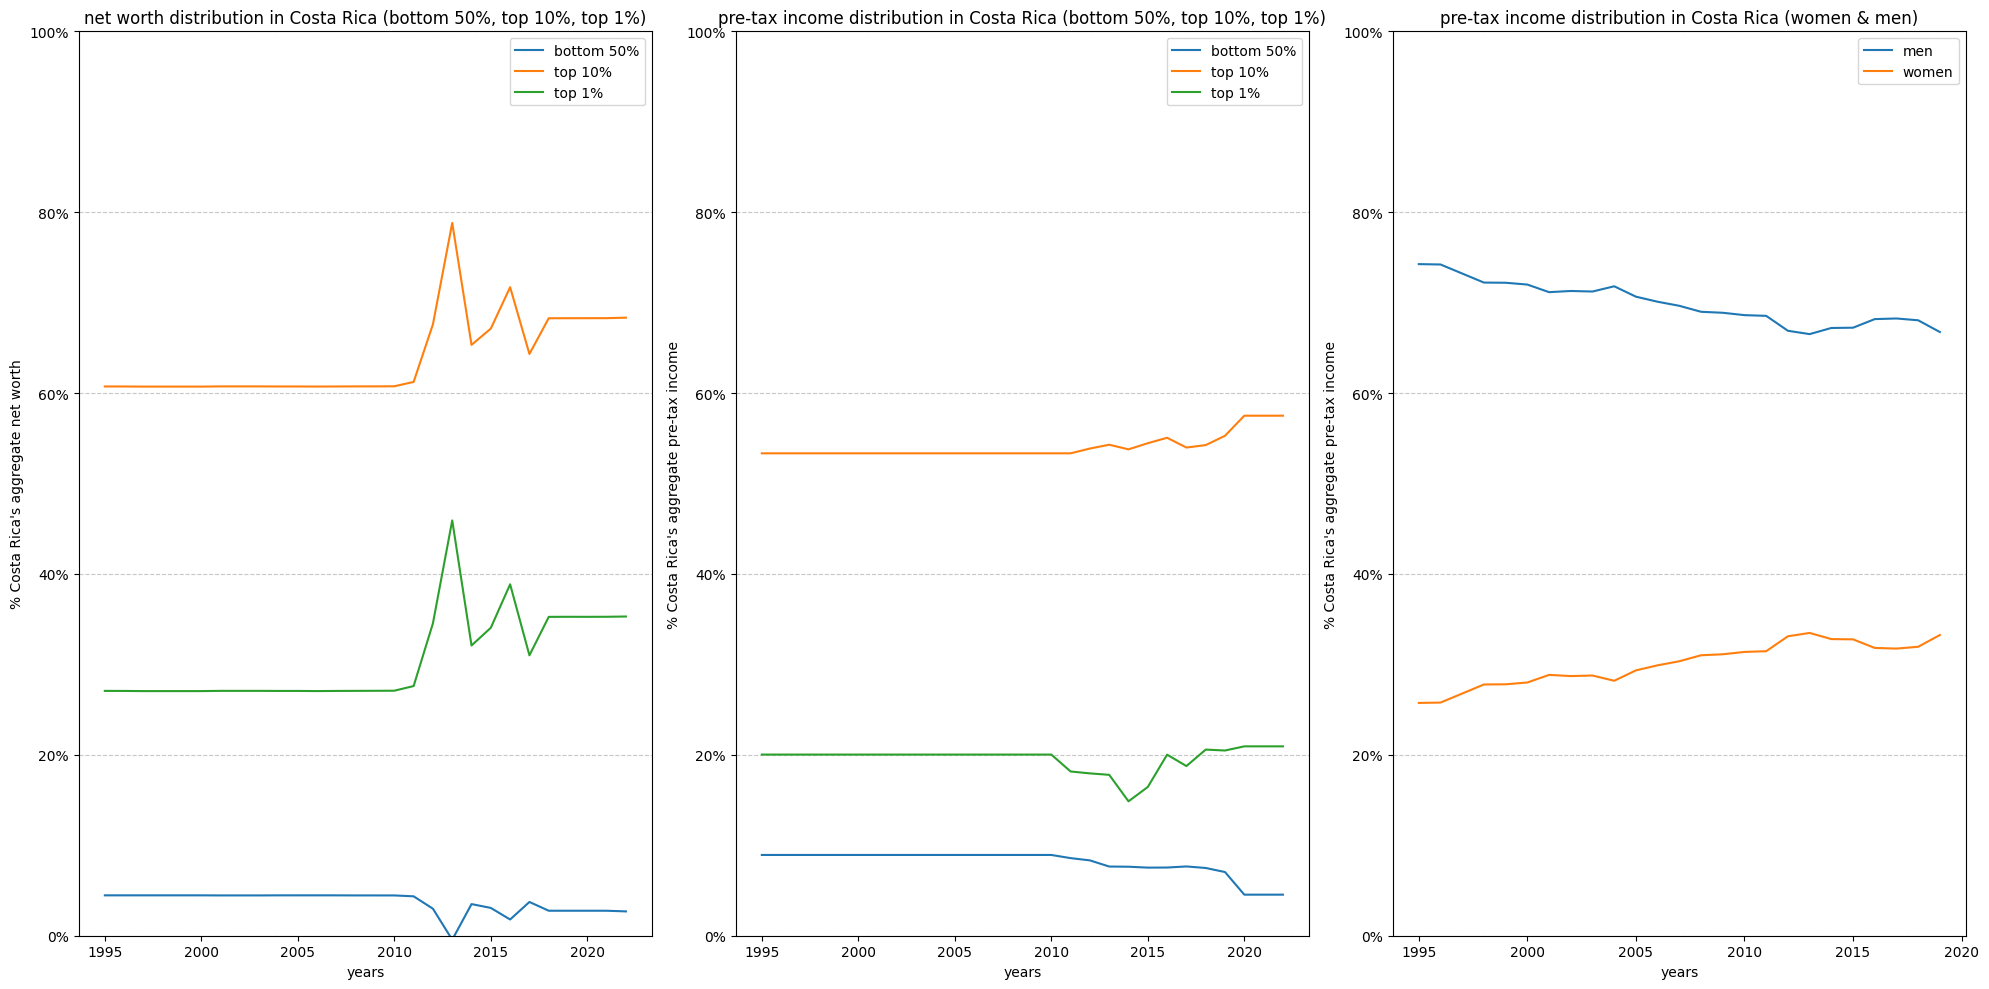 net worth distribution in Costa Rica (bottom 50%, top 10%, top 1%)
100%
80%
60%
40%
20%
0%
% Costa Rica's aggregate net worth
bottom 50%
top 10%
top 1%
1995
2000
2005
2010
2015
2020
years
pre-tax income distribution in Costa Rica (bottom 50%, top 10%, top 1%)
100%
80%
60%
40%
20%
0%
% Costa Rica's aggregate pre-tax income
bottom 50%
top 10%
top 1%
1995
2000
2005
2010
2015
2020
years
pre-tax income distribution in Costa Rica (women & men)
100%
80%
60%
40%
20%
0%
% Costa Rica's aggregate pre-tax income
men
women
1995
2000
2005
2010
2015
2020
years